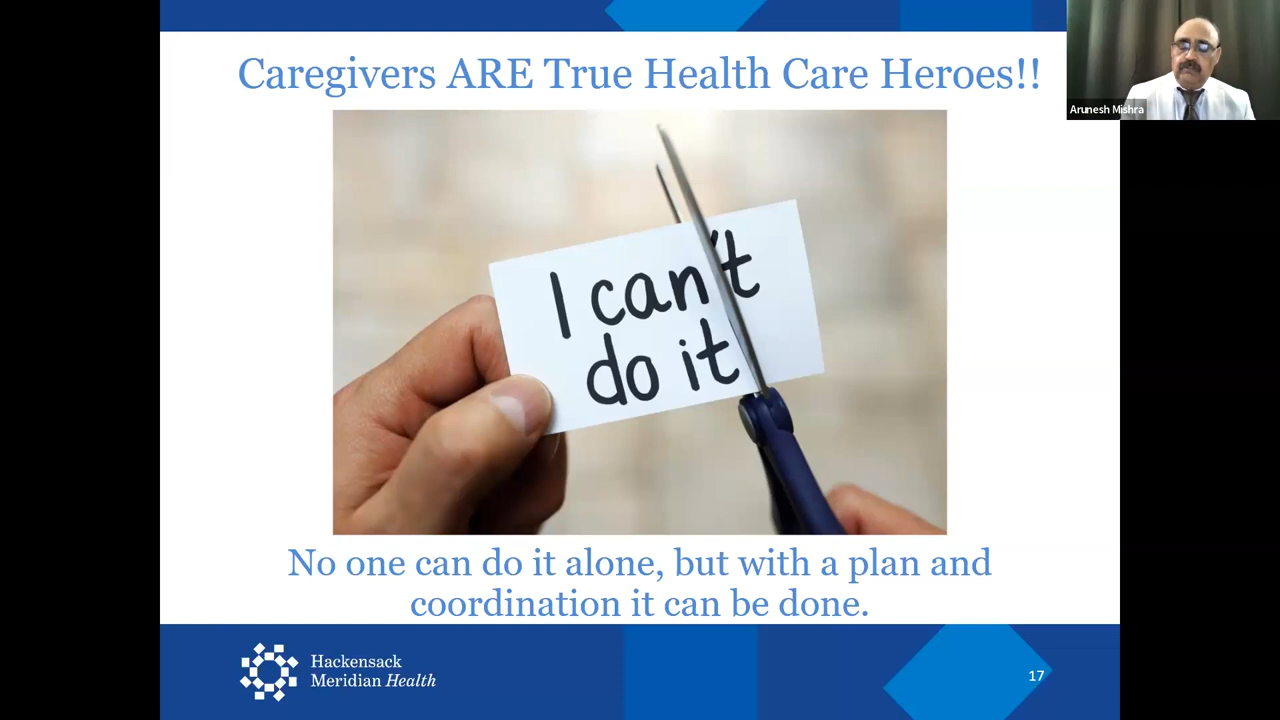 Caregivers ARE True Health Care Heroes!!
Arunesh Mishra
I can't
do it
No one can do it alone, but with a plan and
coordination it can be done.
Hackensack
Meridian Health
17